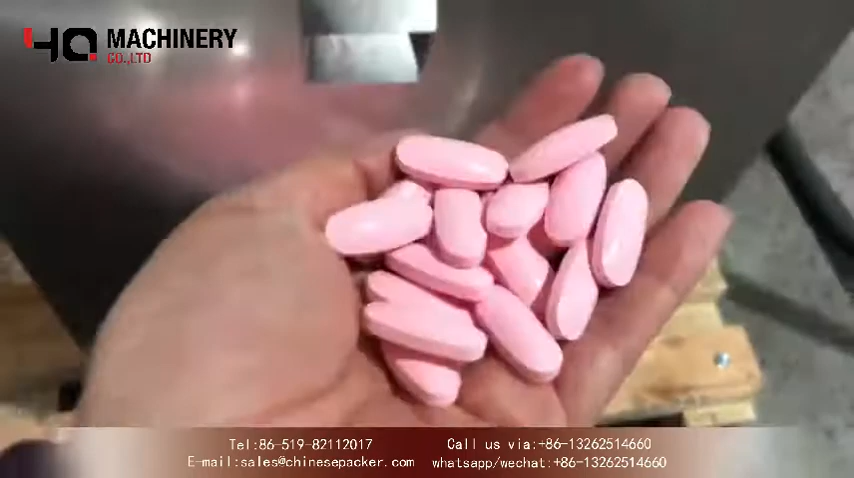 YQ MACHINERY
CO.,LTD
Tel:86-519-82112017
Call us via:+86-13262514660
E-mail:sales@chinesepacker.com
whatsapp/wechat:+86-13262514660